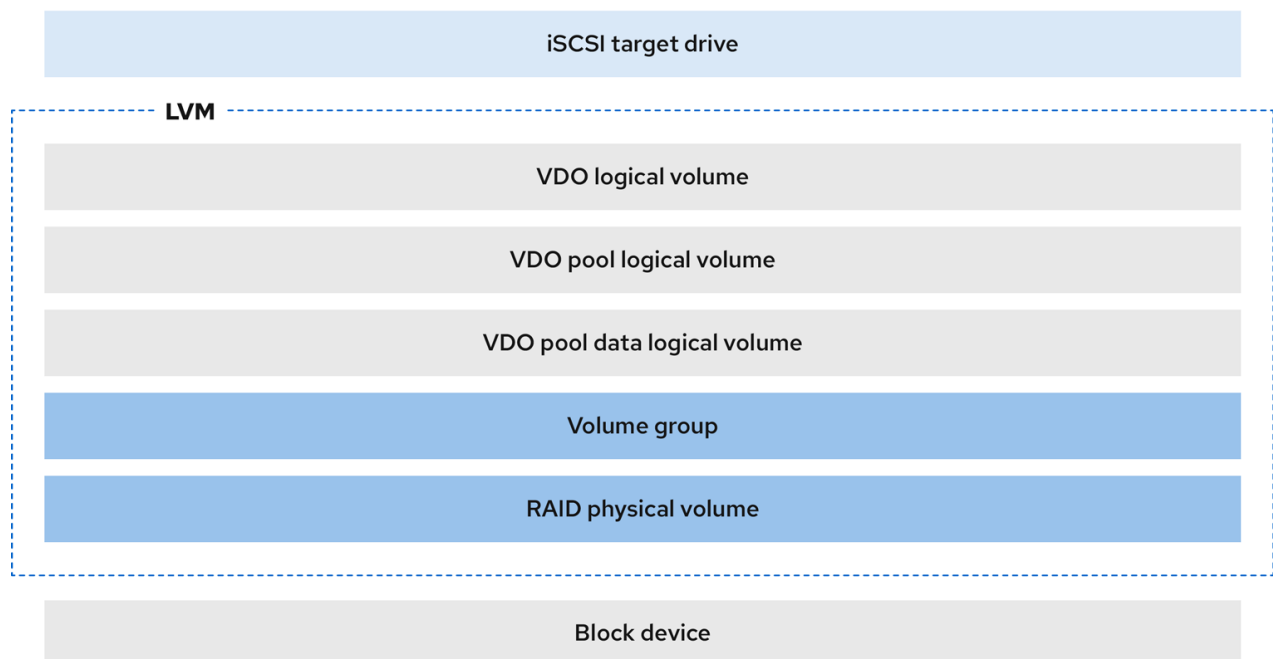 iSCSI target drive
LVM
VDO logical volume
VDO pool logical volume
VDO pool data logical volume
Volume group
RAID physical volume
Block device